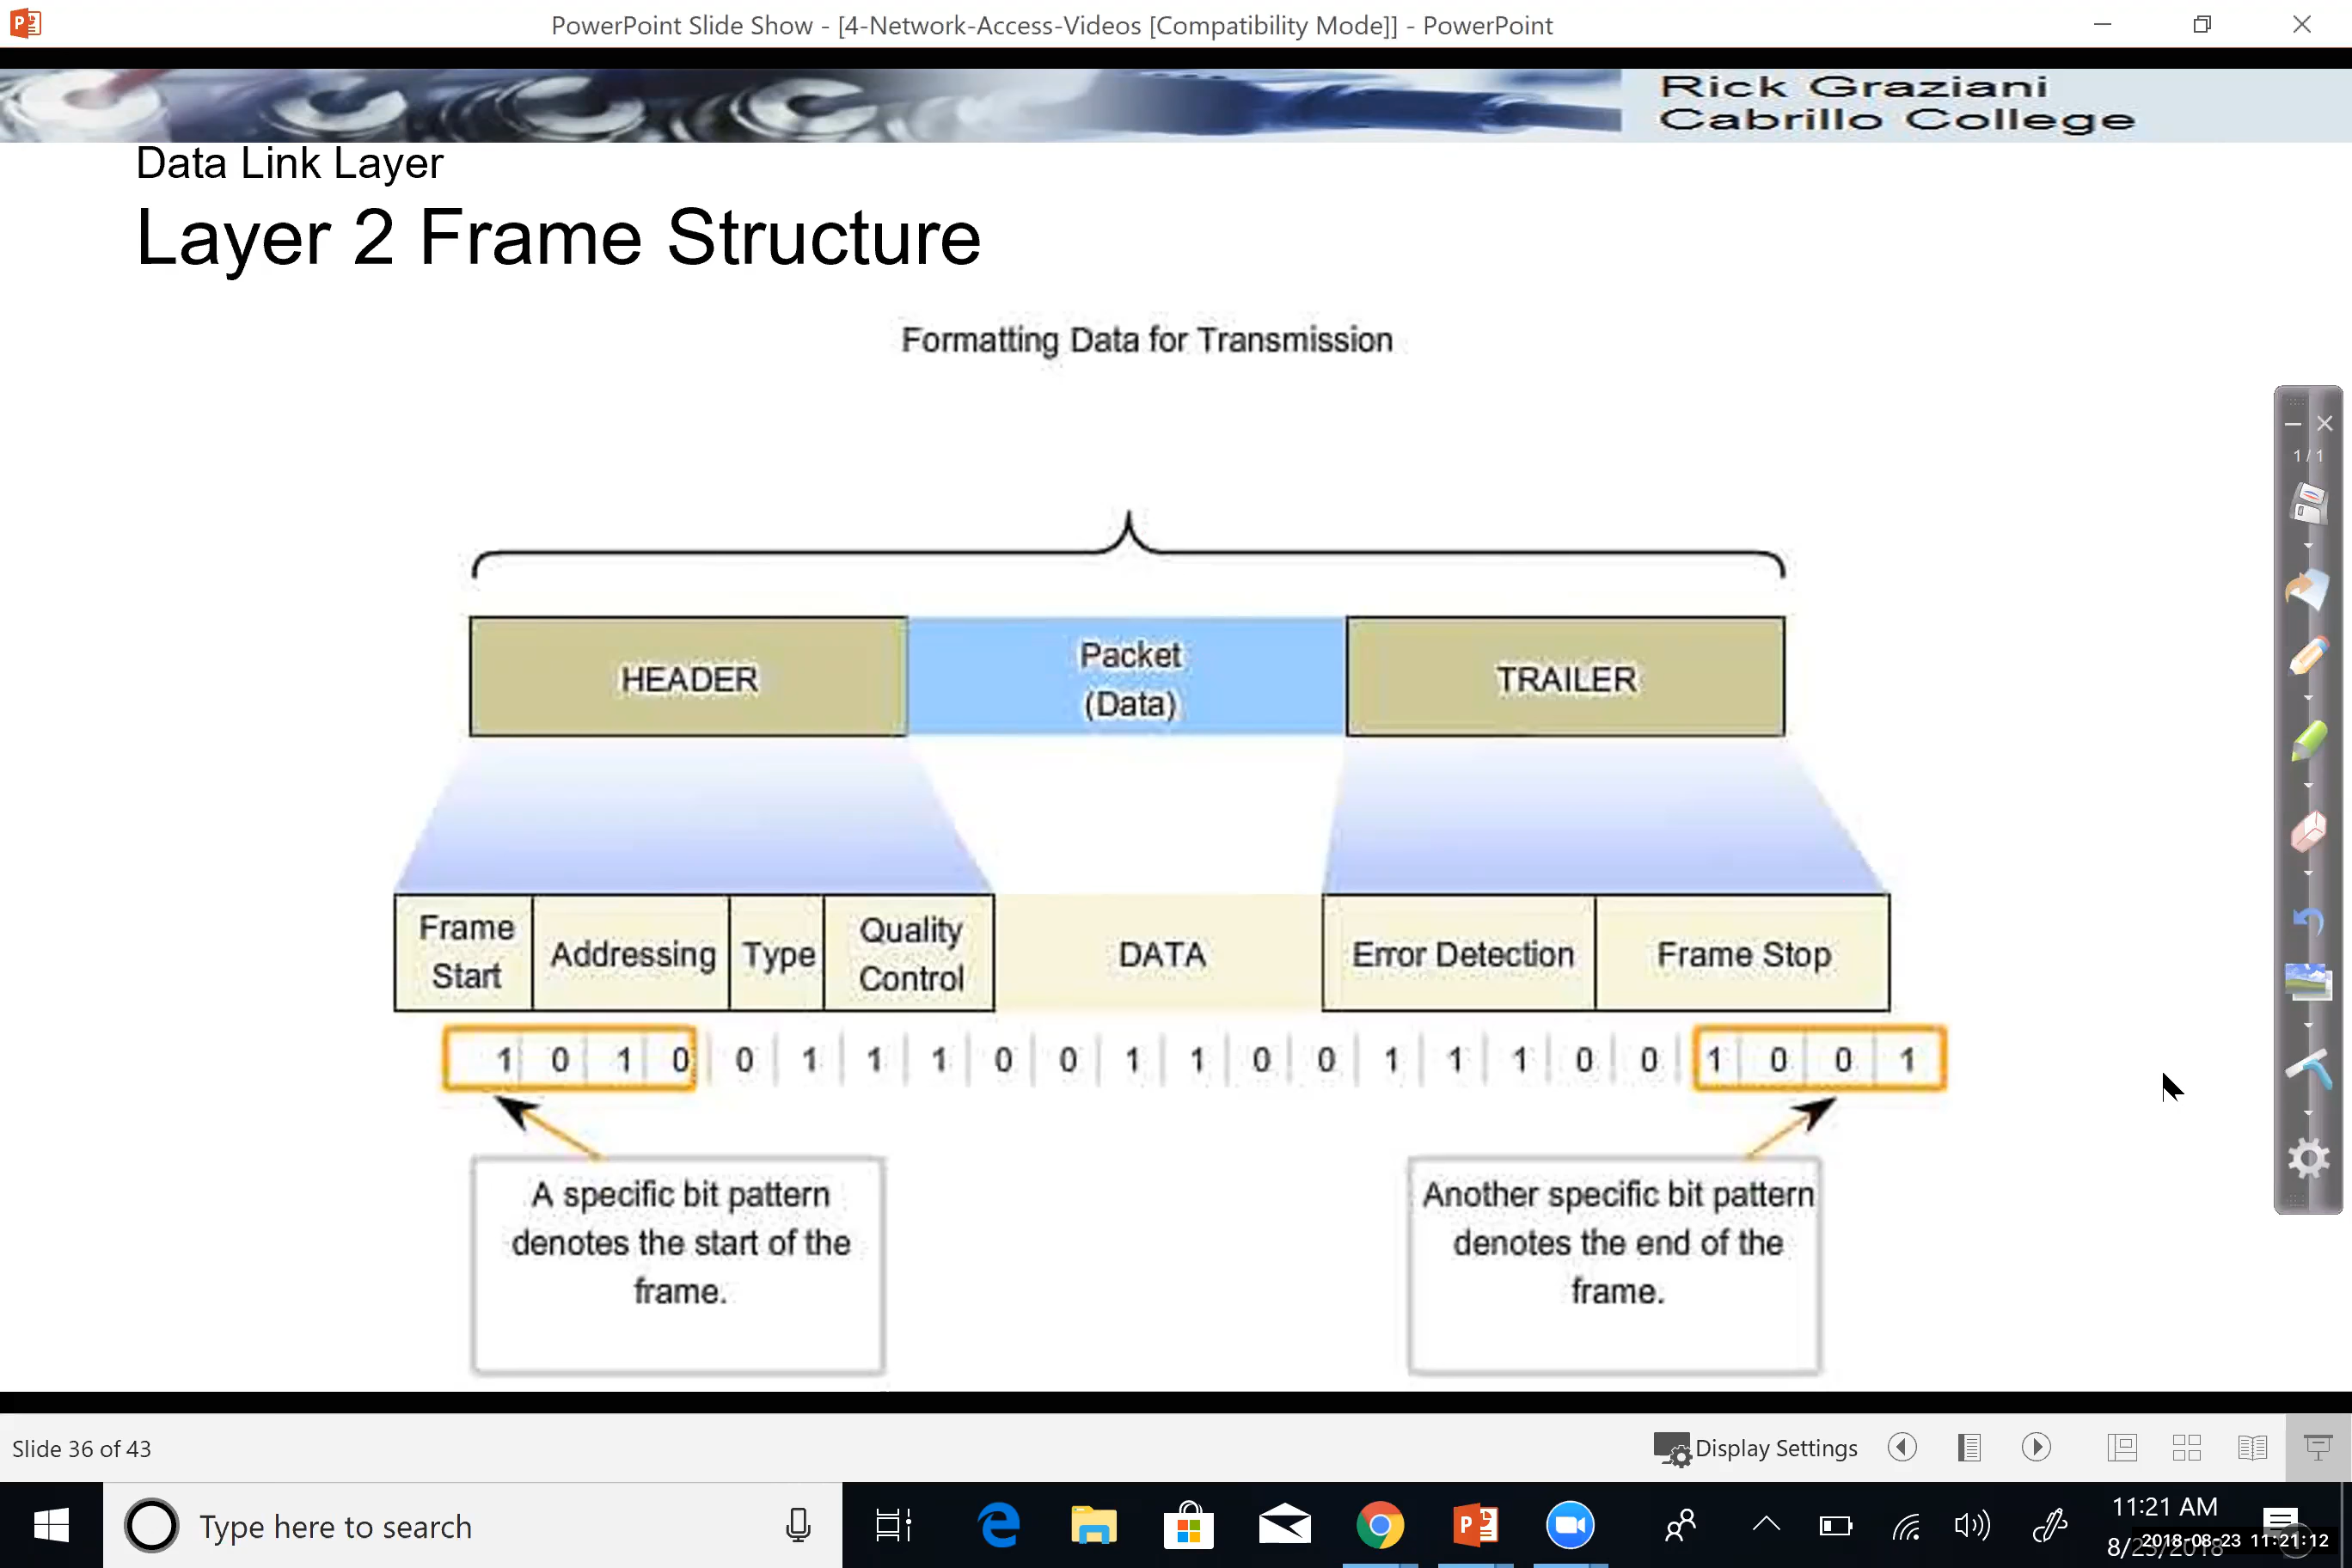 PowerPoint Slide Show - [4-Network-Access-Videos [Compatibility Mode]] - PowerPoint
Rick Graziani
Cabrillo College
Data Link Layer
Layer 2 Frame Structure
Formatting Data for Transmission
1/1
HEADER
Packet
(Data)
TRAILER
Frame
Start
Addressing
Type
Quality
Control
DATA
Error Detection
Frame Stop
1 0 1 0 0 1 1 1 0 0 1 1 0 0 1 1 1 0 0 1 0 0 1
A specific bit pattern
denotes the start of the
frame.
Another specific bit pattern
denotes the end of the
frame.
Slide 36 of 43
Display Settings
Type here to search
11:21 AM
8/23/2018
2018-08-23 11:21:12